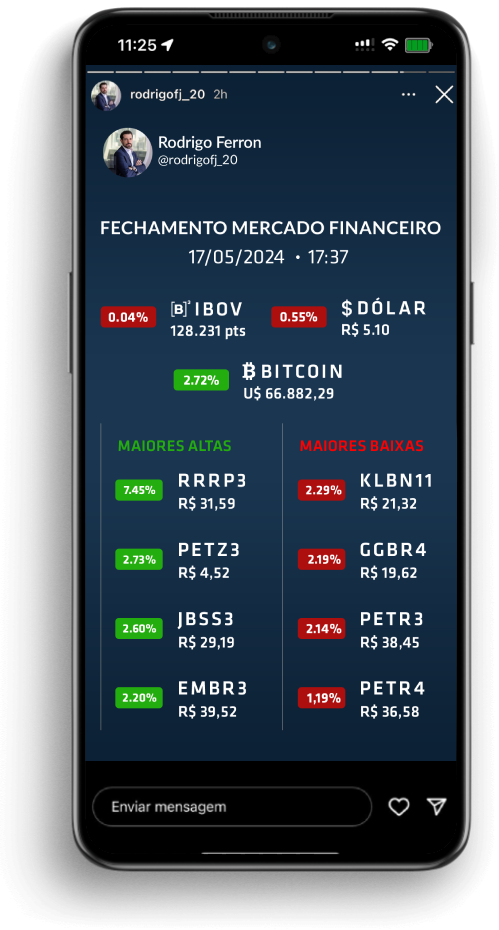 11:25
rodrigofj_20 2h
Rodrigo Ferron
@rodrigofj_20
FECHAMENTO MERCADO FINANCEIRO
17/05/2024 • 17:37
0.04% [B]³ IBOV
128.231 pts
0.55% $ DÓLAR
R$ 5.10
2.72% ₿ BITCOIN
U$ 66.882,29
MAIORES ALTAS
7.45% RRRP3
R$ 31,59
2.73% PETZ3
R$ 4,52
2.60% JBSS3
R$ 29,19
2.20% EMBR3
R$ 39,52
MAIORES BAIXAS
2.29% KLBN11
R$ 21,32
2.19% GGBR4
R$ 19,62
2.14% PETR3
R$ 38,45
1,19% PETR4
R$ 36,58
Enviar mensagem